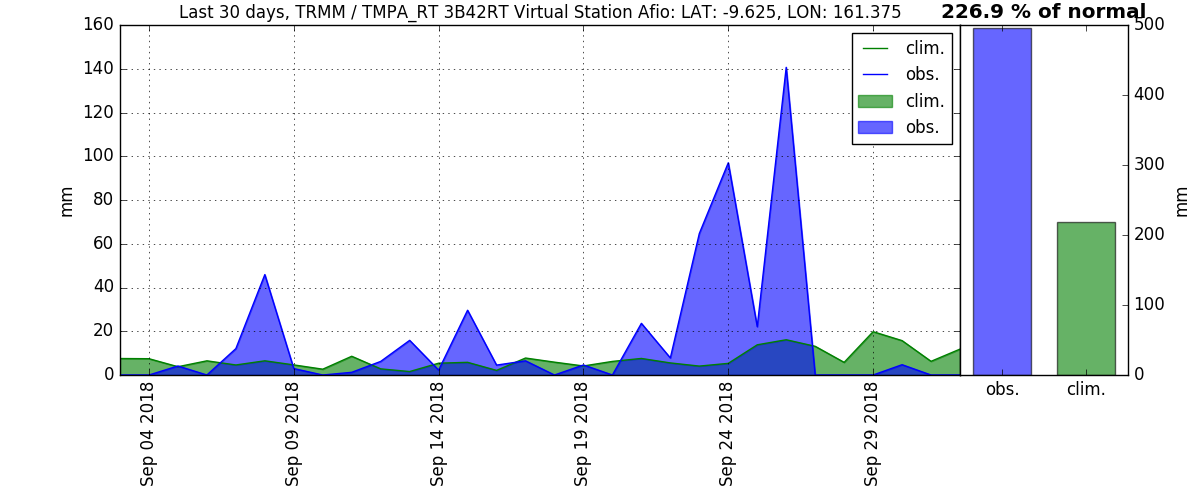 Last 30 days, TRMM / TMPA_RT 3B42RT Virtual Station Afio: LAT: -9.625, LON: 161.375
226.9 % of normal
160
140
120
100
80
60
40
20
0
mm
clim.
obs.
clim.
obs.
Sep 04 2018
Sep 09 2018
Sep 14 2018
Sep 19 2018
Sep 24 2018
Sep 29 2018
500
400
300
200
100
0
mm
obs.
clim.